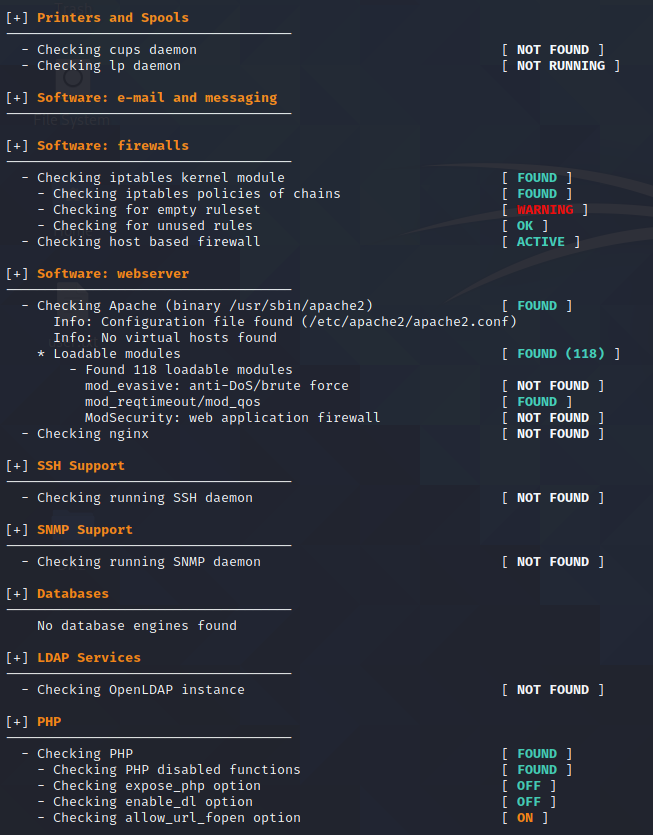 [+] Printers and Spools
- Checking cups daemon [ NOT FOUND ]
- Checking lp daemon [ NOT RUNNING ]
[+] Software: e-mail and messaging
File System
[+] Software: firewalls
- Checking iptables kernel module [ FOUND ]
- Checking iptables policies of chains [ FOUND ]
- Checking for empty ruleset [ WARNING ]
- Checking for unused rules [ OK ]
- Checking host based firewall [ ACTIVE ]
[+] Software: webserver
- Checking Apache (binary /usr/sbin/apache2) [ FOUND ]
Info: Configuration file found (/etc/apache2/apache2.conf)
Info: No virtual hosts found
* Loadable modules [ FOUND (118) ]
- Found 118 loadable modules
mod_evasive: anti-DoS/brute force [ NOT FOUND ]
mod_reqtimeout/mod_qos [ FOUND ]
ModSecurity: web application firewall [ NOT FOUND ]
- Checking nginx [ NOT FOUND ]
[+] SSH Support
- Checking running SSH daemon [ NOT FOUND ]
[+] SNMP Support
- Checking running SNMP daemon [ NOT FOUND ]
[+] Databases
No database engines found
[+] LDAP Services
- Checking OpenLDAP instance [ NOT FOUND ]
[+] PHP
- Checking PHP [ FOUND ]
- Checking PHP disabled functions [ FOUND ]
- Checking expose_php option [ OFF ]
- Checking enable_dl option [ OFF ]
- Checking allow_url_fopen option [ ON ]